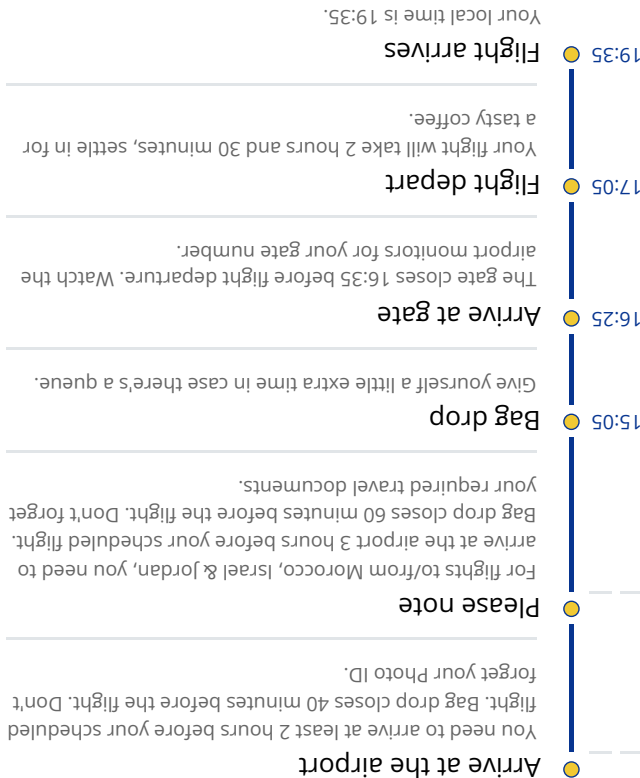 Arrive at the airport
You need to arrive at least 2 hours before your scheduled
flight. Bag drop closes 40 minutes before the flight. Don't
forget your Photo ID.
Please note
For flights to/from Morocco, Israel & Jordan, you need to
arrive at the airport 3 hours before your scheduled flight.
Bag drop closes 60 minutes before the flight. Don't forget
your required travel documents.
15:05
Bag drop
Give yourself a little extra time in case there's a queue.
16:25
Arrive at gate
The gate closes 16:35 before flight departure. Watch the
airport monitors for your gate number.
17:05
Flight depart
Your flight will take 2 hours and 30 minutes, settle in for
a tasty coffee.
19:35
Flight arrives
Your local time is 19:35.